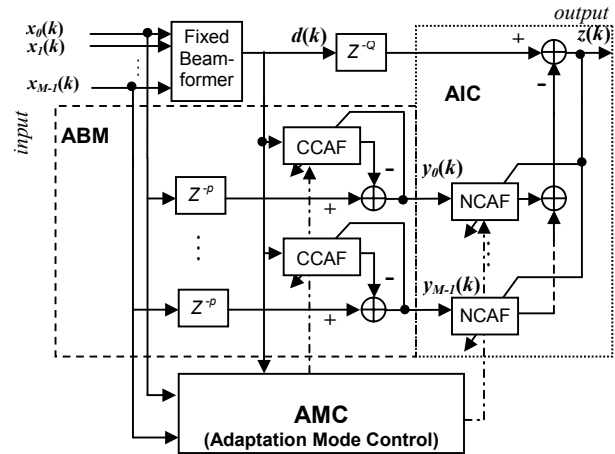 output
x0(k)
x1(k)
xM-1(k)
Fixed
Beam-
former
d(k)
Z-Q
+
-
z(k)
AIC
input
ABM
CCAF
-
Z-p
+
y0(k)
NCAF
CCAF
-
Z-p
+
yM-1(k)
NCAF
AMC
(Adaptation Mode Control)